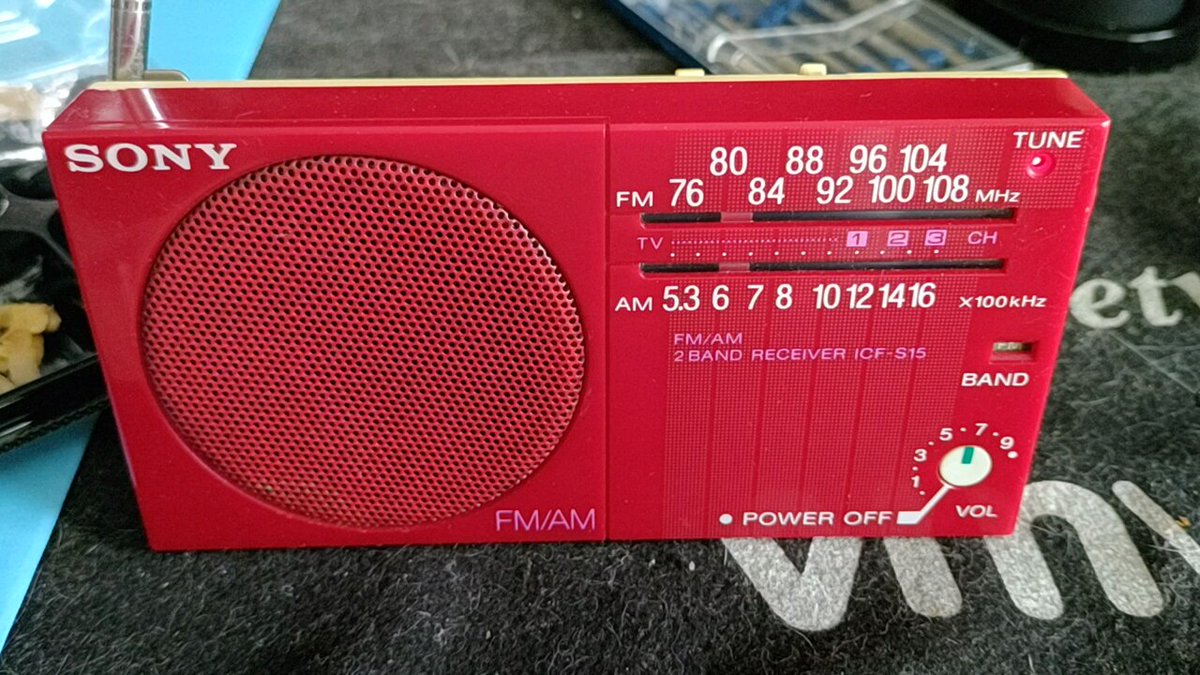 SONY
TUNE
80 88 96 104
FM 76 84 92 100 108 MHz
TV 1 2 3 CH
AM 5.3 6 7 8 10 12 14 16 X100kHz
FM/AM
2 BAND RECEIVER ICF-S15
BAND
1 3 5 7 9
VOL
POWER OFF
FM/AM